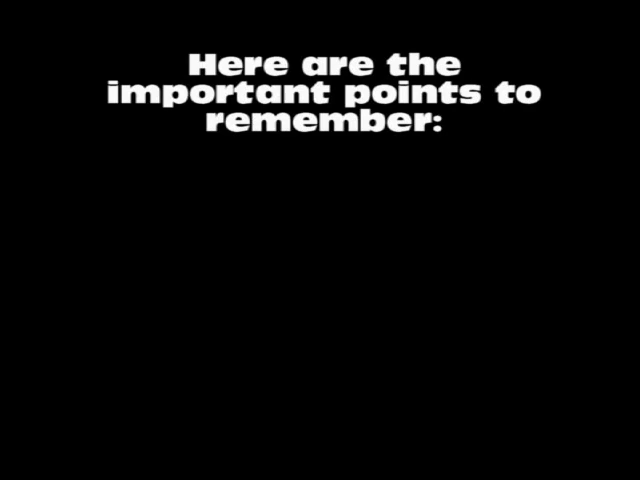 Here are the
important points to
remember: